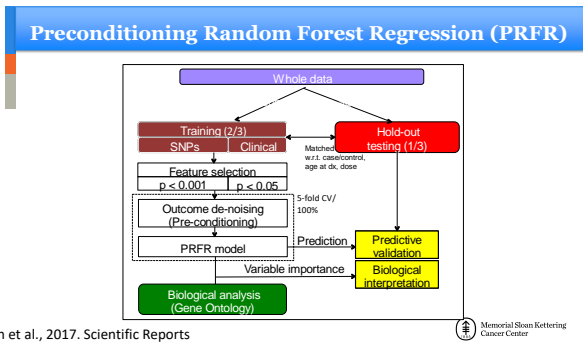 Preconditioning Random Forest Regression (PRFR)
Whole data
Training (2/3)
SNPs
Clinical
Matched
w.r.t. case/control,
age at dx, dose
Hold-out
testing (1/3)
Feature selection
p < 0.001
p < 0.05
5-fold CV/
100%
Outcome de-noising
(Pre-conditioning)
PRFR model
Prediction
Predictive
validation
Variable importance
Biological
interpretation
Biological analysis
(Gene Ontology)
et al., 2017. Scientific Reports
Memorial Sloan Kettering
Cancer Center